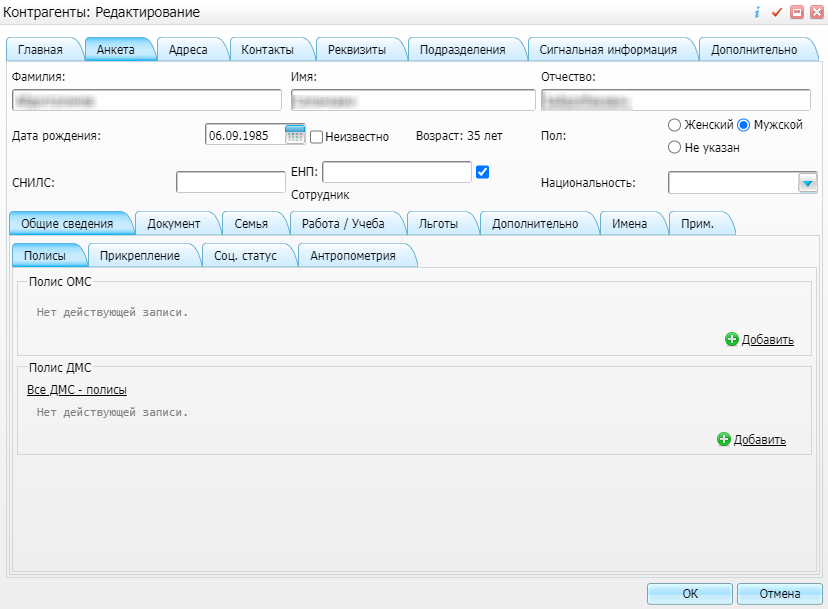 Контрагенты: Редактирование
Главная Анкета Адреса Контакты Реквизиты Подразделения Сигнальная информация Дополнительно
Фамилия: Имя: Отчество:
Дата рождения: 06.09.1985 Неизвестно Возраст: 35 лет Пол: Женский Мужской
Не указан
СНИЛС: ЕНП: Национальность:
Сотрудник
Общие сведения Документ Семья Работа / Учеба Льготы Дополнительно Имена Прим.
Полисы Прикрепление Соц. статус Антропометрия
Полис ОМС
Нет действующей записи.
Добавить
Полис ДМС
Все ДМС - полисы
Нет действующей записи.
Добавить
ОК Отмена